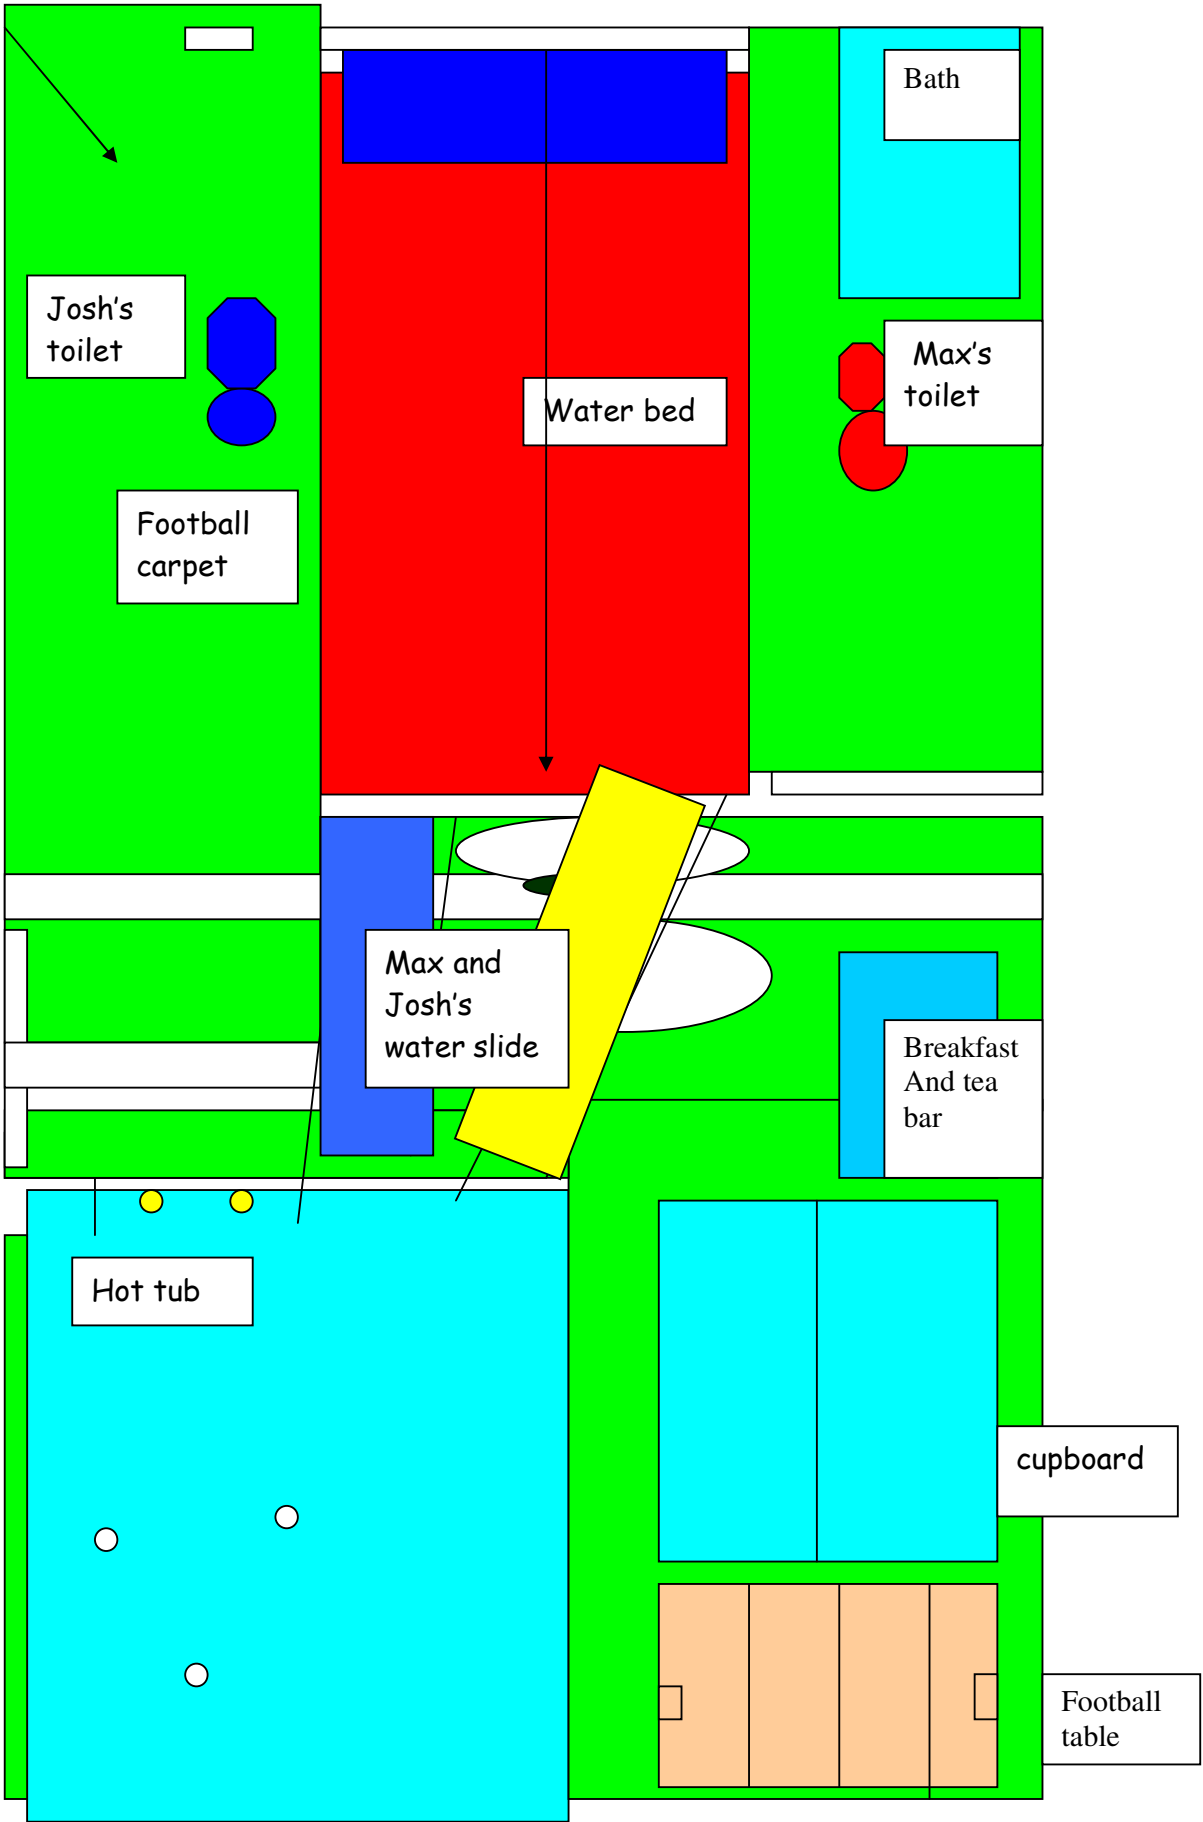 Bath
Josh's
toilet
Max's
toilet
Water bed
Football
carpet
Max and
Josh's
water slide
Breakfast
And tea
bar
Hot tub
cupboard
Football
table